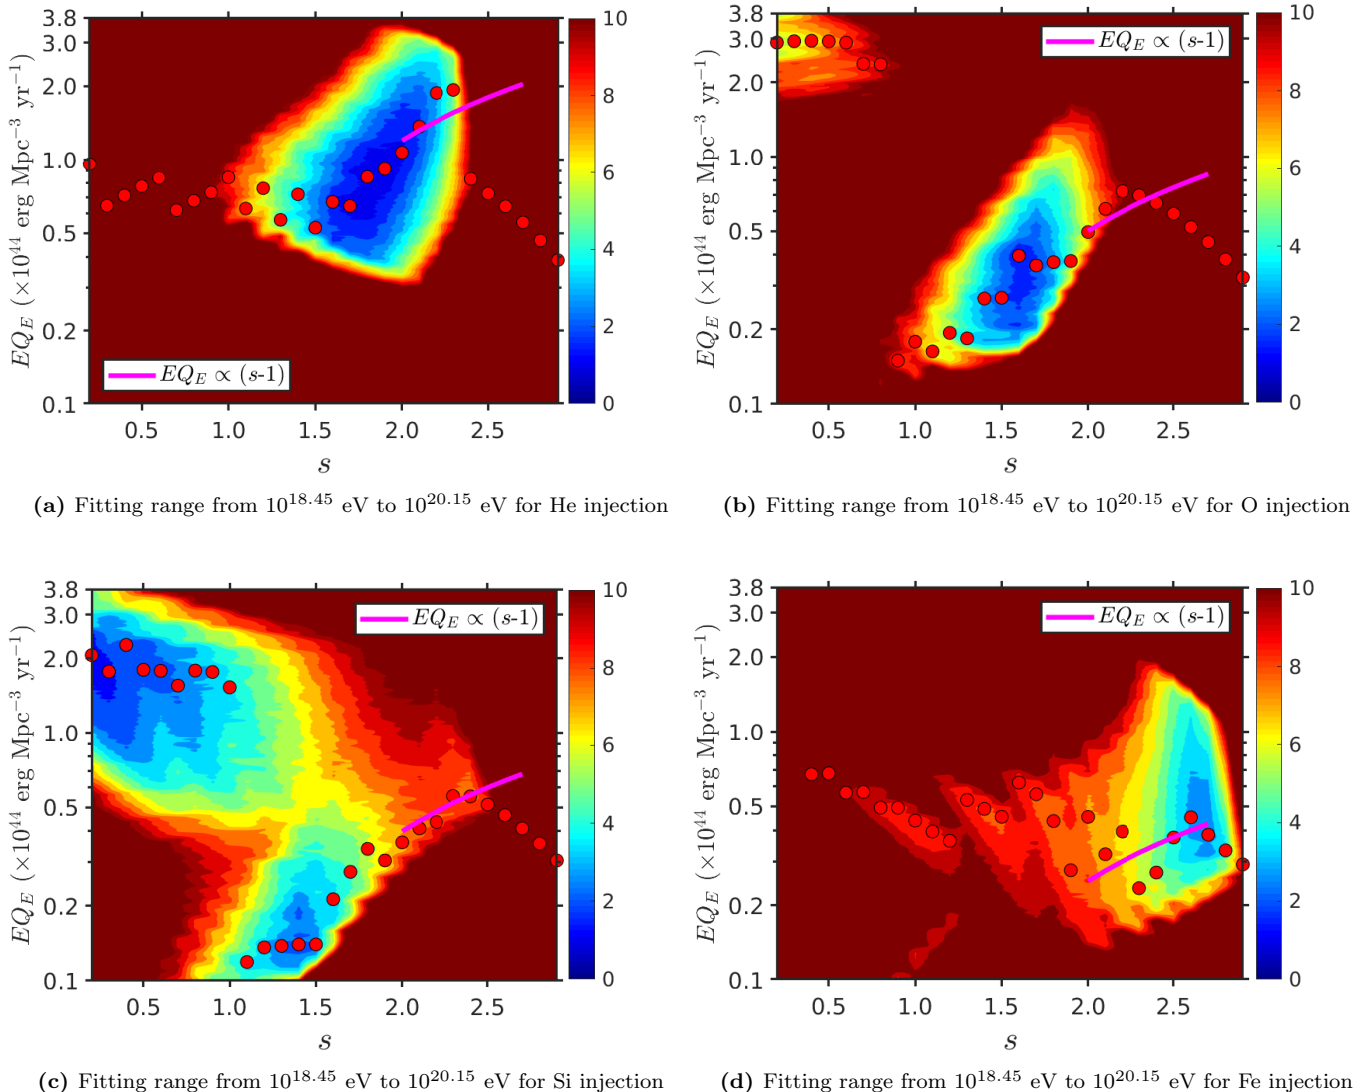 3.8
3.0
2.0
1.0
0.5
0.2
0.1
EQ_E (×10^44 erg Mpc^−3 yr^−1)
EQ_E ∝ (s-1)
0.5 1.0 1.5 2.0 2.5
s
10
8
6
4
2
0
(a) Fitting range from 10^18.45 eV to 10^20.15 eV for He injection
3.8
3.0
2.0
1.0
0.5
0.2
0.1
EQ_E (×10^44 erg Mpc^−3 yr^−1)
EQ_E ∝ (s-1)
0.5 1.0 1.5 2.0 2.5
s
10
8
6
4
2
0
(b) Fitting range from 10^18.45 eV to 10^20.15 eV for O injection
3.8
3.0
2.0
1.0
0.5
0.2
0.1
EQ_E (×10^44 erg Mpc^−3 yr^−1)
EQ_E ∝ (s-1)
0.5 1.0 1.5 2.0 2.5
s
10
8
6
4
2
0
(c) Fitting range from 10^18.45 eV to 10^20.15 eV for Si injection
3.8
3.0
2.0
1.0
0.5
0.2
0.1
EQ_E (×10^44 erg Mpc^−3 yr^−1)
EQ_E ∝ (s-1)
0.5 1.0 1.5 2.0 2.5
s
10
8
6
4
2
0
(d) Fitting range from 10^18.45 eV to 10^20.15 eV for Fe injection